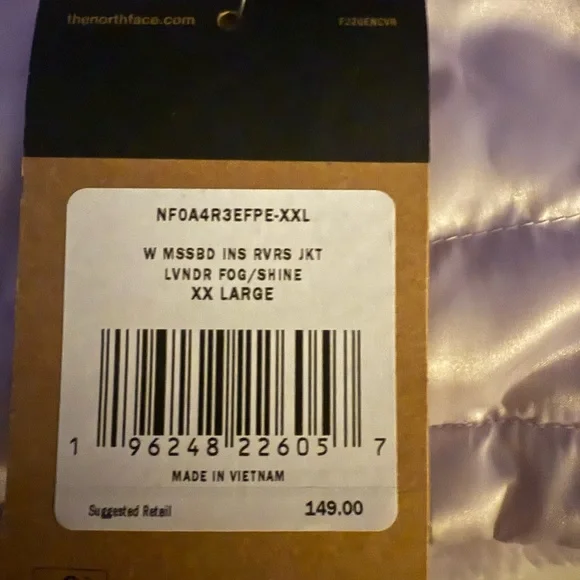 thenorthface.com
NF0A4R3EFPE-XXL
W MSSBD INS RVRS JKT
LVNDR FOG/SHINE
XX LARGE
1 96248 22605 7
MADE IN VIETNAM
Suggested Retail 149.00